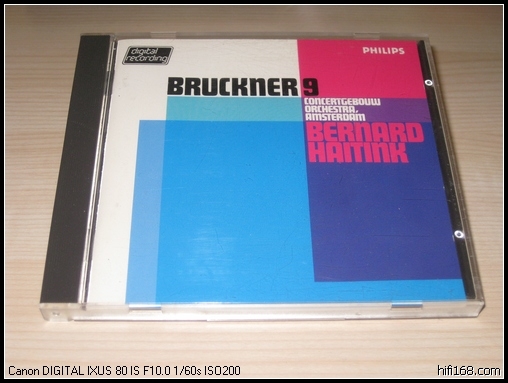 digital
recording
PHILIPS
BRUCKNER 9
CONCERTGEBOUW
ORCHESTRA,
AMSTERDAM
BERNARD
HAITINK
Canon DIGITAL IXUS 80 IS F10.0 1/60s ISO200
hifi168.com